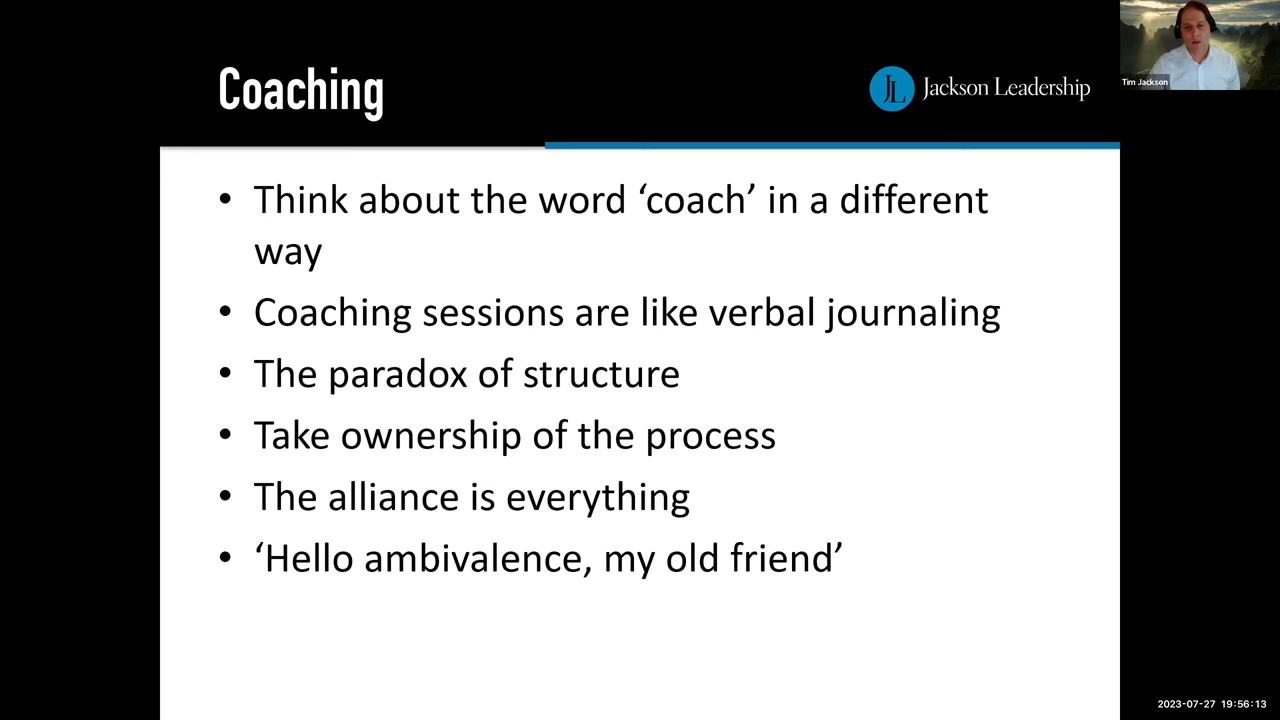 Coaching
JL Jackson Leadership
Tim Jackson
• Think about the word ‘coach’ in a different
way
• Coaching sessions are like verbal journaling
• The paradox of structure
• Take ownership of the process
• The alliance is everything
• ‘Hello ambivalence, my old friend’
2023-07-27 19:56:13